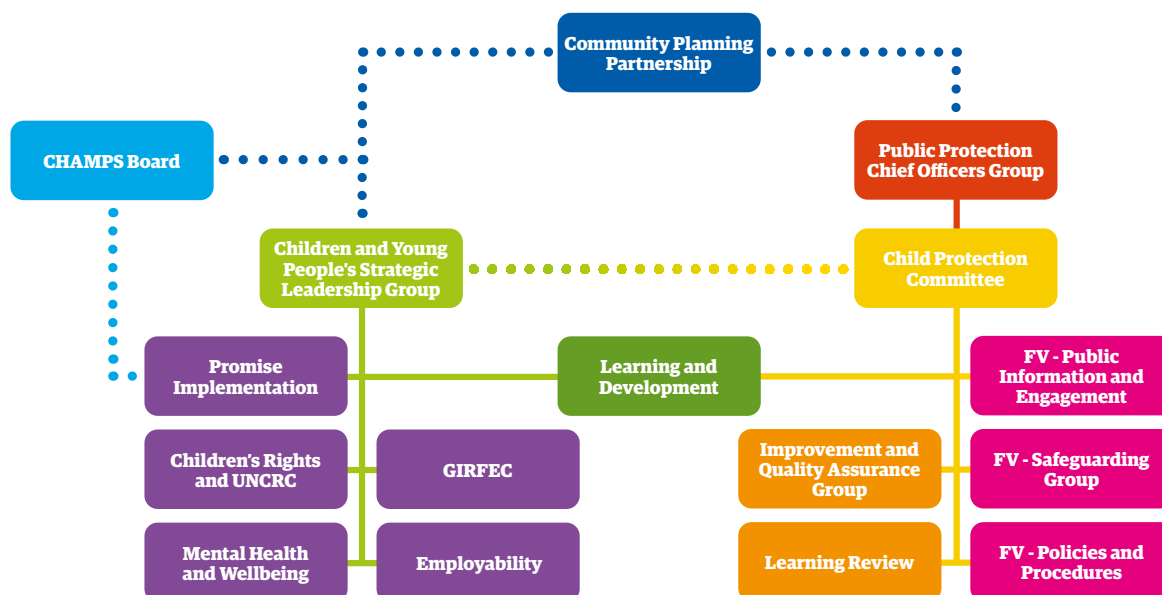 Community Planning
Partnership
CHAMPS Board
Public Protection
Chief Officers Group
Children and Young
People's Strategic
Leadership Group
Child Protection
Committee
Promise
Implementation
Learning and
Development
FV - Public
Information and
Engagement
Children's Rights
and UNCRC
GIRFEC
Improvement and
Quality Assurance
Group
FV - Safeguarding
Group
Mental Health
and Wellbeing
Employability
Learning Review
FV - Policies and
Procedures